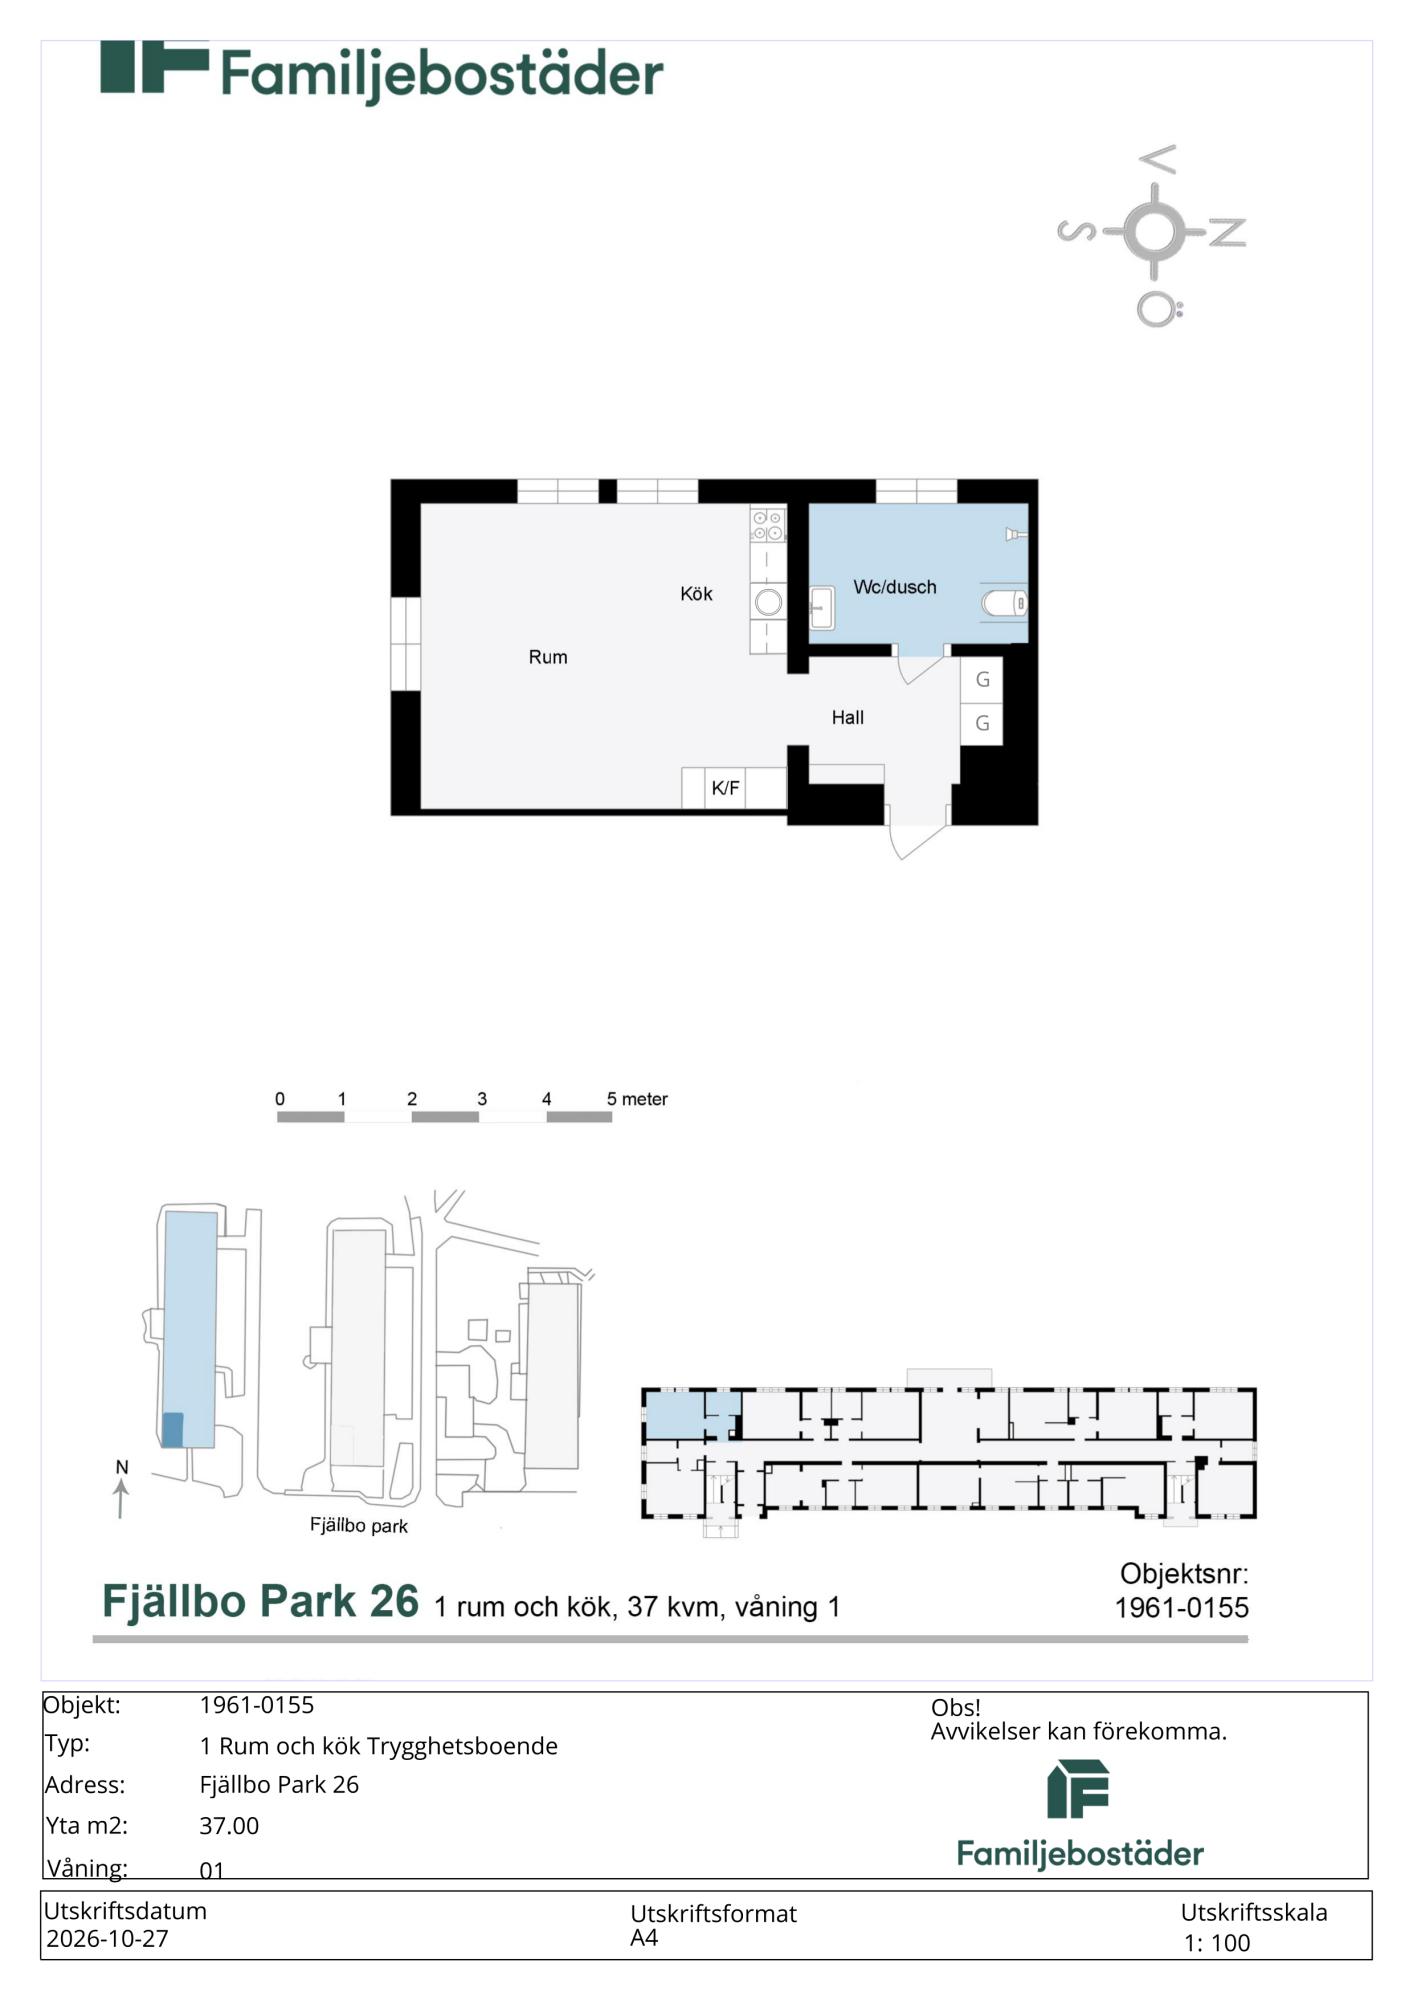 Familjebostäder
V
S
N
Ö
Kök
Wc/dusch
Rum
G
Hall
G
K/F
0 1 2 3 4 5 meter
N
Fjällbo park
Objektsnr:
Fjällbo Park 26 1 rum och kök, 37 kvm, våning 1
1961-0155
Objekt: 1961-0155
Typ: 1 Rum och kök Trygghetsboende
Adress: Fjällbo Park 26
Yta m2: 37.00
Våning: 01
Obs!
Avvikelser kan förekomma.
F
Familjebostäder
Utskriftsdatum
2026-10-27
Utskriftsformat
A4
Utskriftsskala
1: 100